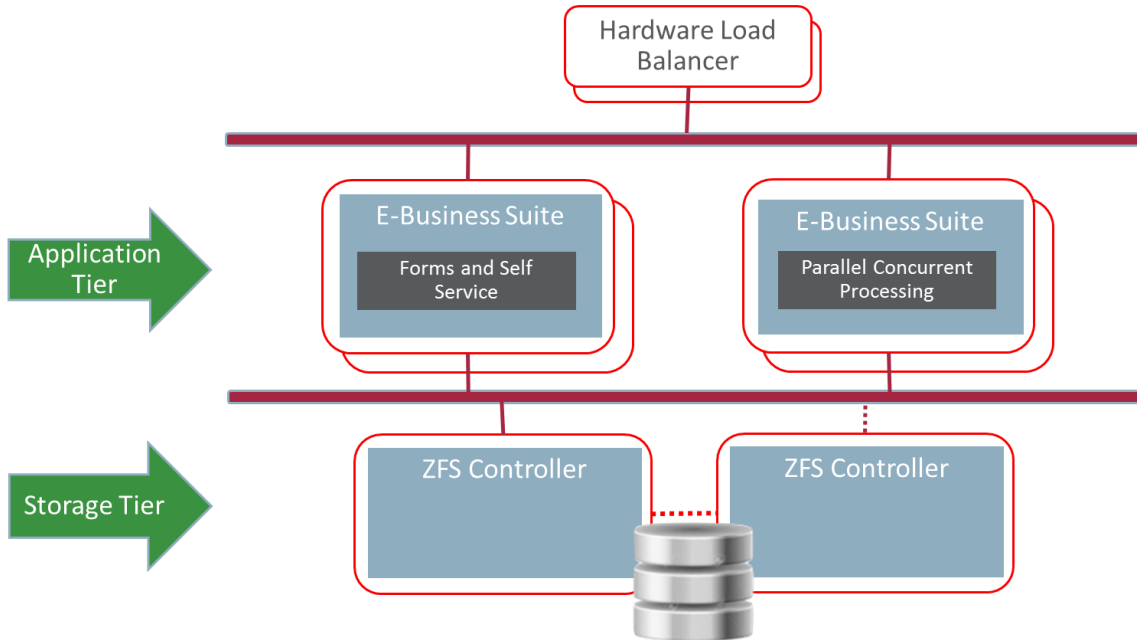 Hardware Load
Balancer
Application
Tier
E-Business Suite
Forms and Self
Service
E-Business Suite
Parallel Concurrent
Processing
Storage Tier
ZFS Controller
ZFS Controller